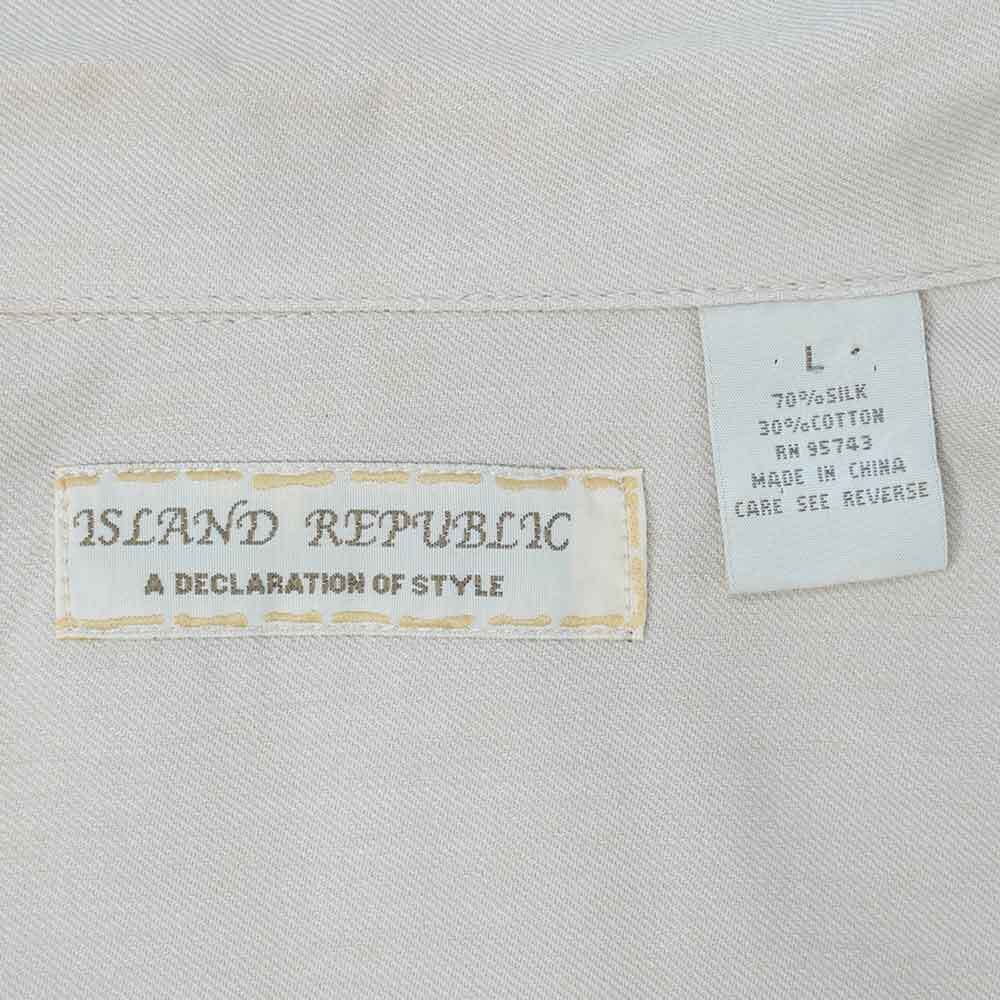 ISLAND REPUBLIC
A DECLARATION OF STYLE
L
70%SILK
30%COTTON
RN 95743
MADE IN CHINA
CARE SEE REVERSE